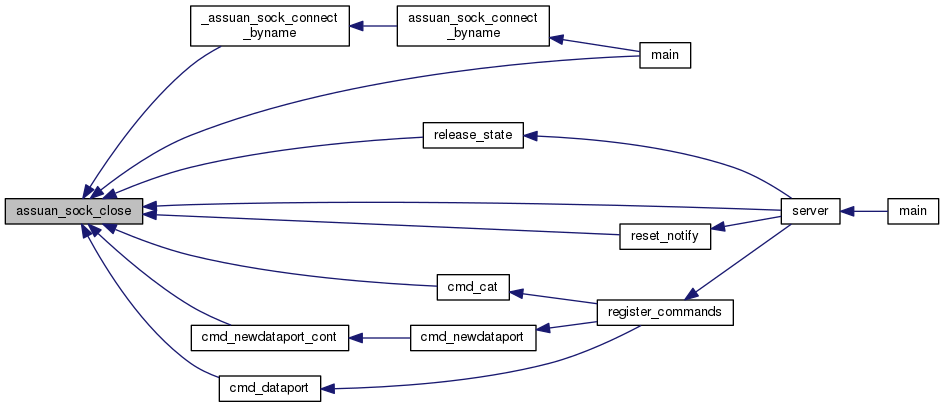 _assuan_sock_connect
_byname
assuan_sock_connect
_byname
main
release_state
assuan_sock_close
server
main
reset_notify
cmd_cat
register_commands
cmd_newdataport_cont
cmd_newdataport
cmd_dataport